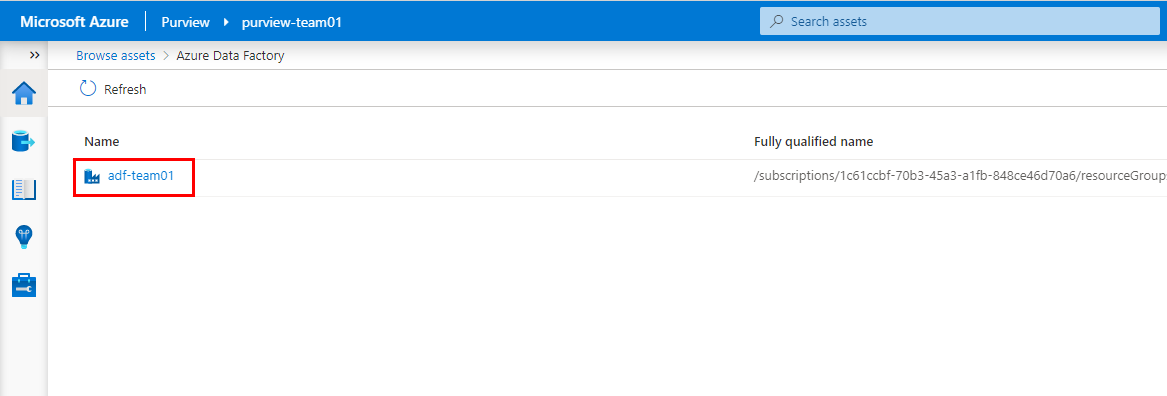 Microsoft Azure Purview purview-team01 Search assets
Browse assets Azure Data Factory
Refresh
Name Fully qualified name
adf-team01 /subscriptions/1c61ccbf-70b3-45a3-a1fb-848ce46d70a6/resourceGroup